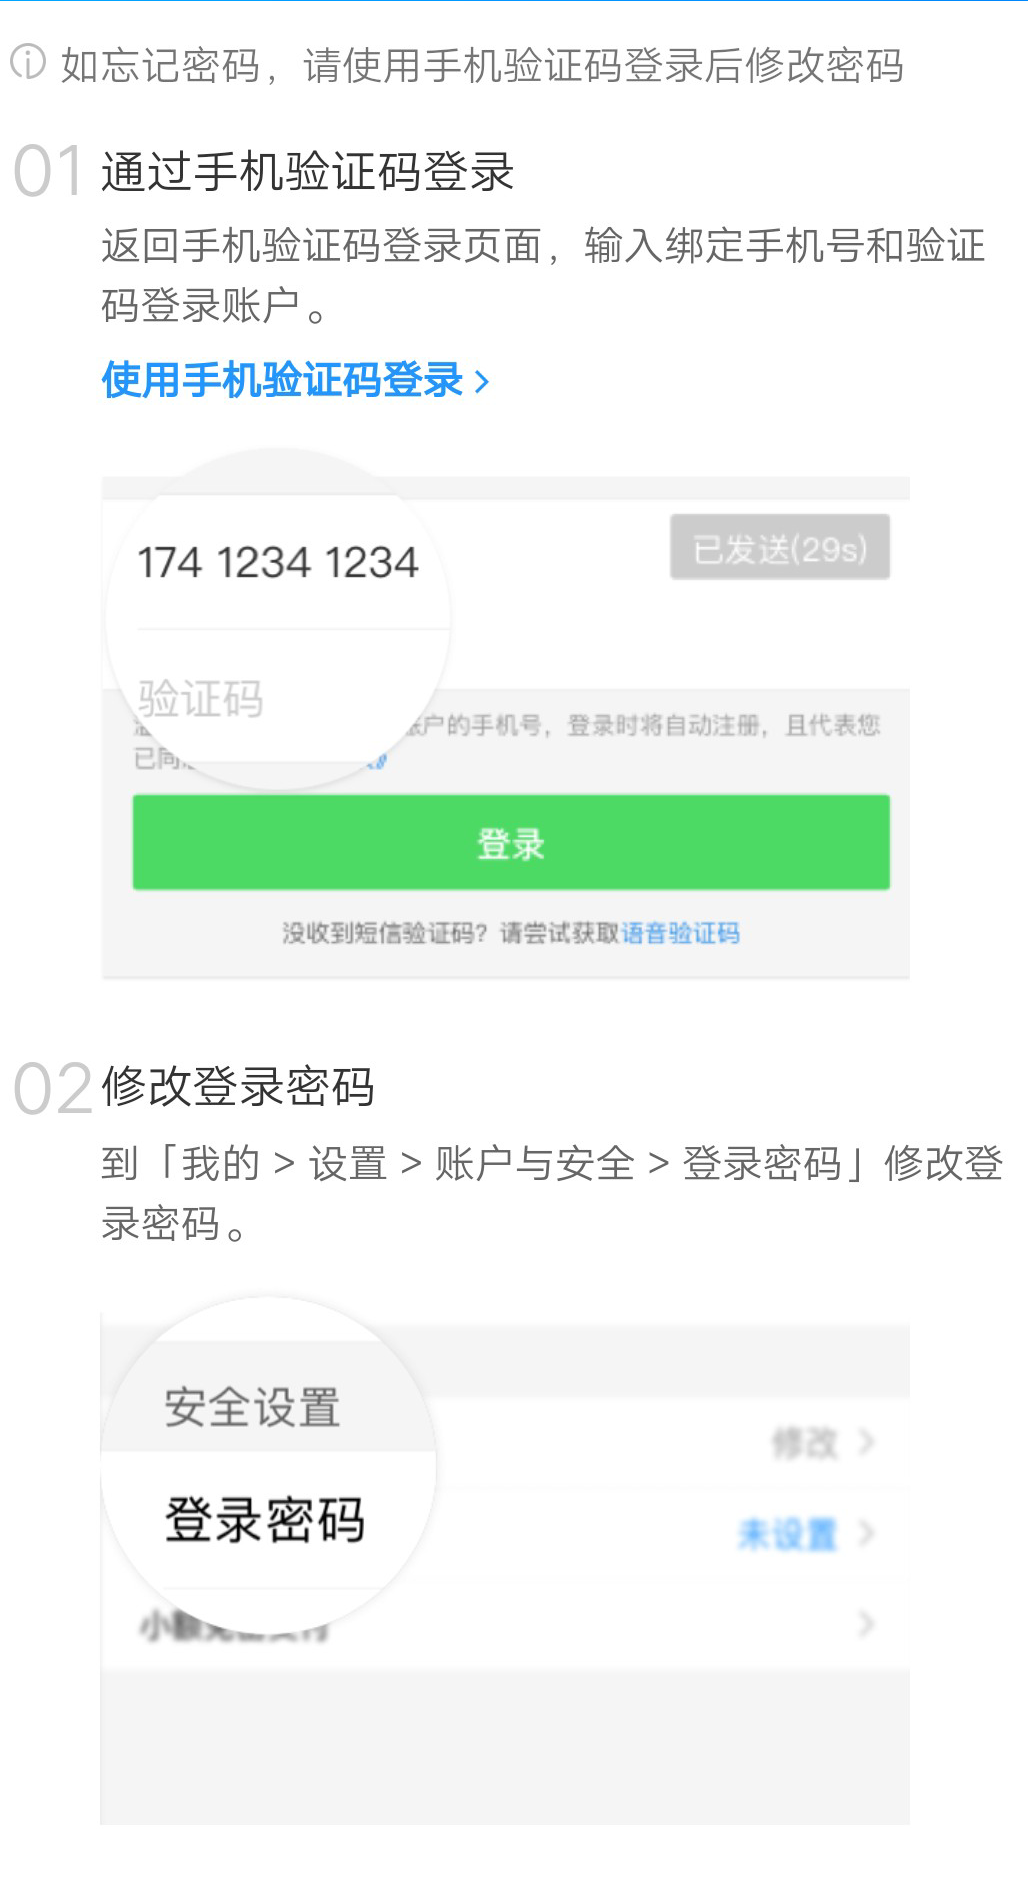 如忘记密码，请使用手机验证码登录后修改密码
01 通过手机验证码登录
返回手机验证码登录页面，输入绑定手机号和验证
码登录账户。
使用手机验证码登录 >
174 1234 1234
已发送(29s)
验证码
户的手机号，登录时将自动注册，且代表您
已同
登录
没收到短信验证码？请尝试获取语音验证码
02 修改登录密码
到「我的 > 设置 > 账户与安全 > 登录密码」修改登
录密码。
安全设置
修改 >
登录密码
未设置 >